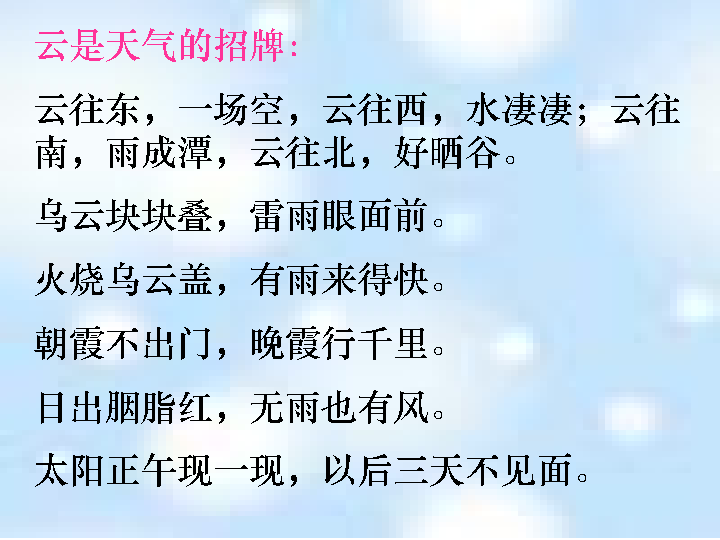 云是天气的招牌：
云往东，一场空，云往西，水凄凄；云往
南，雨成潭，云往北，好晒谷。
乌云块块叠，雷雨眼面前。
火烧乌云盖，有雨来得快。
朝霞不出门，晚霞行千里。
日出胭脂红，无雨也有风。
太阳正午现一现，以后三天不见面。